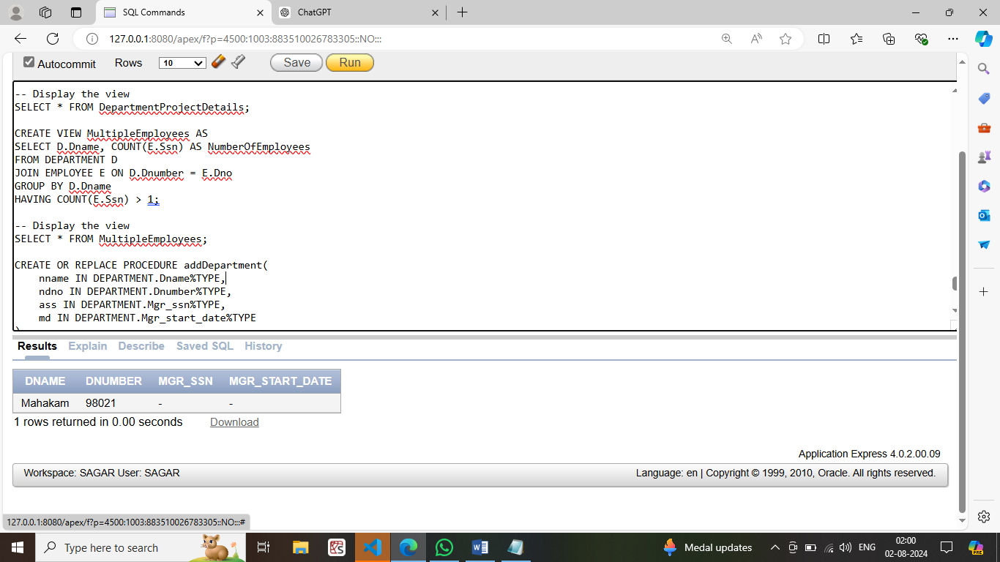 SQL Commands
ChatGPT
127.0.0.1:8080/apex/f?p=4500:1003:883510026783305::NO:::
Autocommit Rows 10 Save Run
-- Display the view
SELECT * FROM DepartmentProjectDetails;
CREATE VIEW MultipleEmployees AS
SELECT D.Dname, COUNT(E.Ssn) AS NumberOfEmployees
FROM DEPARTMENT D
JOIN EMPLOYEE E ON D.Dnumber = E.Dno
GROUP BY D.Dname
HAVING COUNT(E.Ssn) > 1;
-- Display the view
SELECT * FROM MultipleEmployees;
CREATE OR REPLACE PROCEDURE addDepartment(
nname IN DEPARTMENT.Dname%TYPE,
ndno IN DEPARTMENT.Dnumber%TYPE,
ass IN DEPARTMENT.Mgr_ssn%TYPE,
md IN DEPARTMENT.Mgr_start_date%TYPE
Results Explain Describe Saved SQL History
DNAME DNUMBER MGR_SSN MGR_START_DATE
Mahakam 98021 - -
1 rows returned in 0.00 seconds Download
Application Express 4.0.2.00.09
Workspace: SAGAR User: SAGAR Language: en | Copyright © 1999, 2010, Oracle. All rights reserved.
127.0.0.1:8080/apex/f?p=4500:1003:883510026783305::NO:::#
Type here to search Medal updates ENG 02:00
02-08-2024